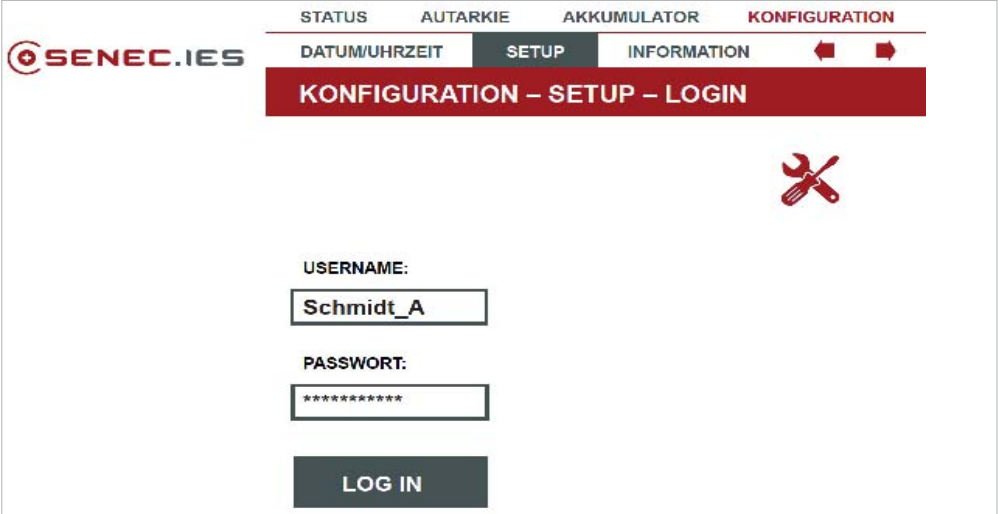 STATUS AUTARKIE AKKUMULATOR KONFIGURATION
SENEC.IES
DATUM/UHRZEIT SETUP INFORMATION
KONFIGURATION – SETUP – LOGIN
USERNAME:
Schmidt_A
PASSWORT:
***********
LOG IN